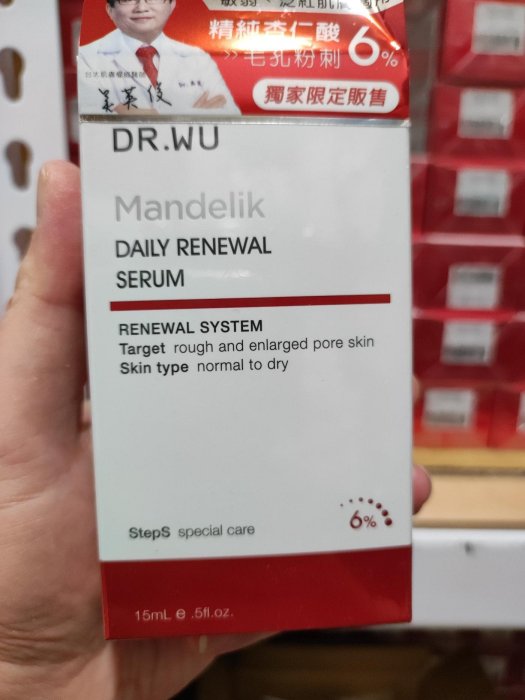 精純杏仁酸 6%
>>毛孔粉刺
獨家限定販售
DR.WU
Mandelik
DAILY RENEWAL
SERUM
RENEWAL SYSTEM
Target rough and enlarged pore skin
Skin type normal to dry
6%
StepS special care
15mL e .5fl.oz.